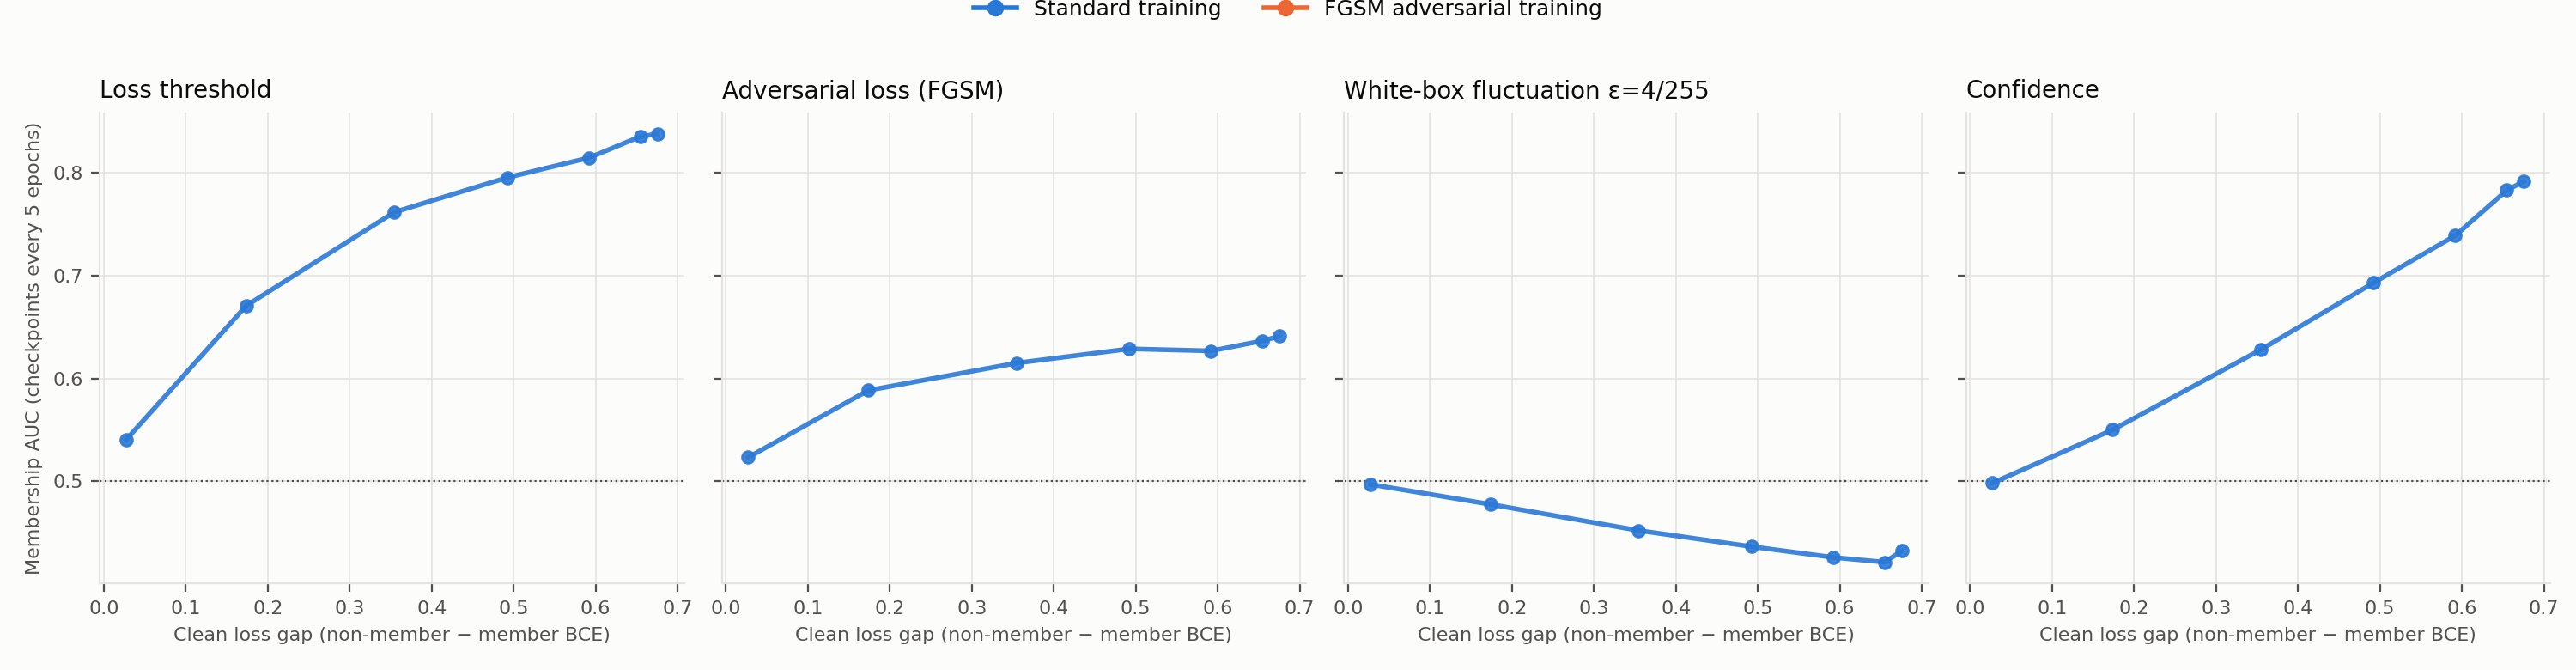 Standard training
FGSM adversarial training
Loss threshold
Adversarial loss (FGSM)
White-box fluctuation ε=4/255
Confidence
Membership AUC (checkpoints every 5 epochs)
0.8
0.7
0.6
0.5
0.0 0.1 0.2 0.3 0.4 0.5 0.6 0.7
0.0 0.1 0.2 0.3 0.4 0.5 0.6 0.7
0.0 0.1 0.2 0.3 0.4 0.5 0.6 0.7
0.0 0.1 0.2 0.3 0.4 0.5 0.6 0.7
Clean loss gap (non-member − member BCE)
Clean loss gap (non-member − member BCE)
Clean loss gap (non-member − member BCE)
Clean loss gap (non-member − member BCE)